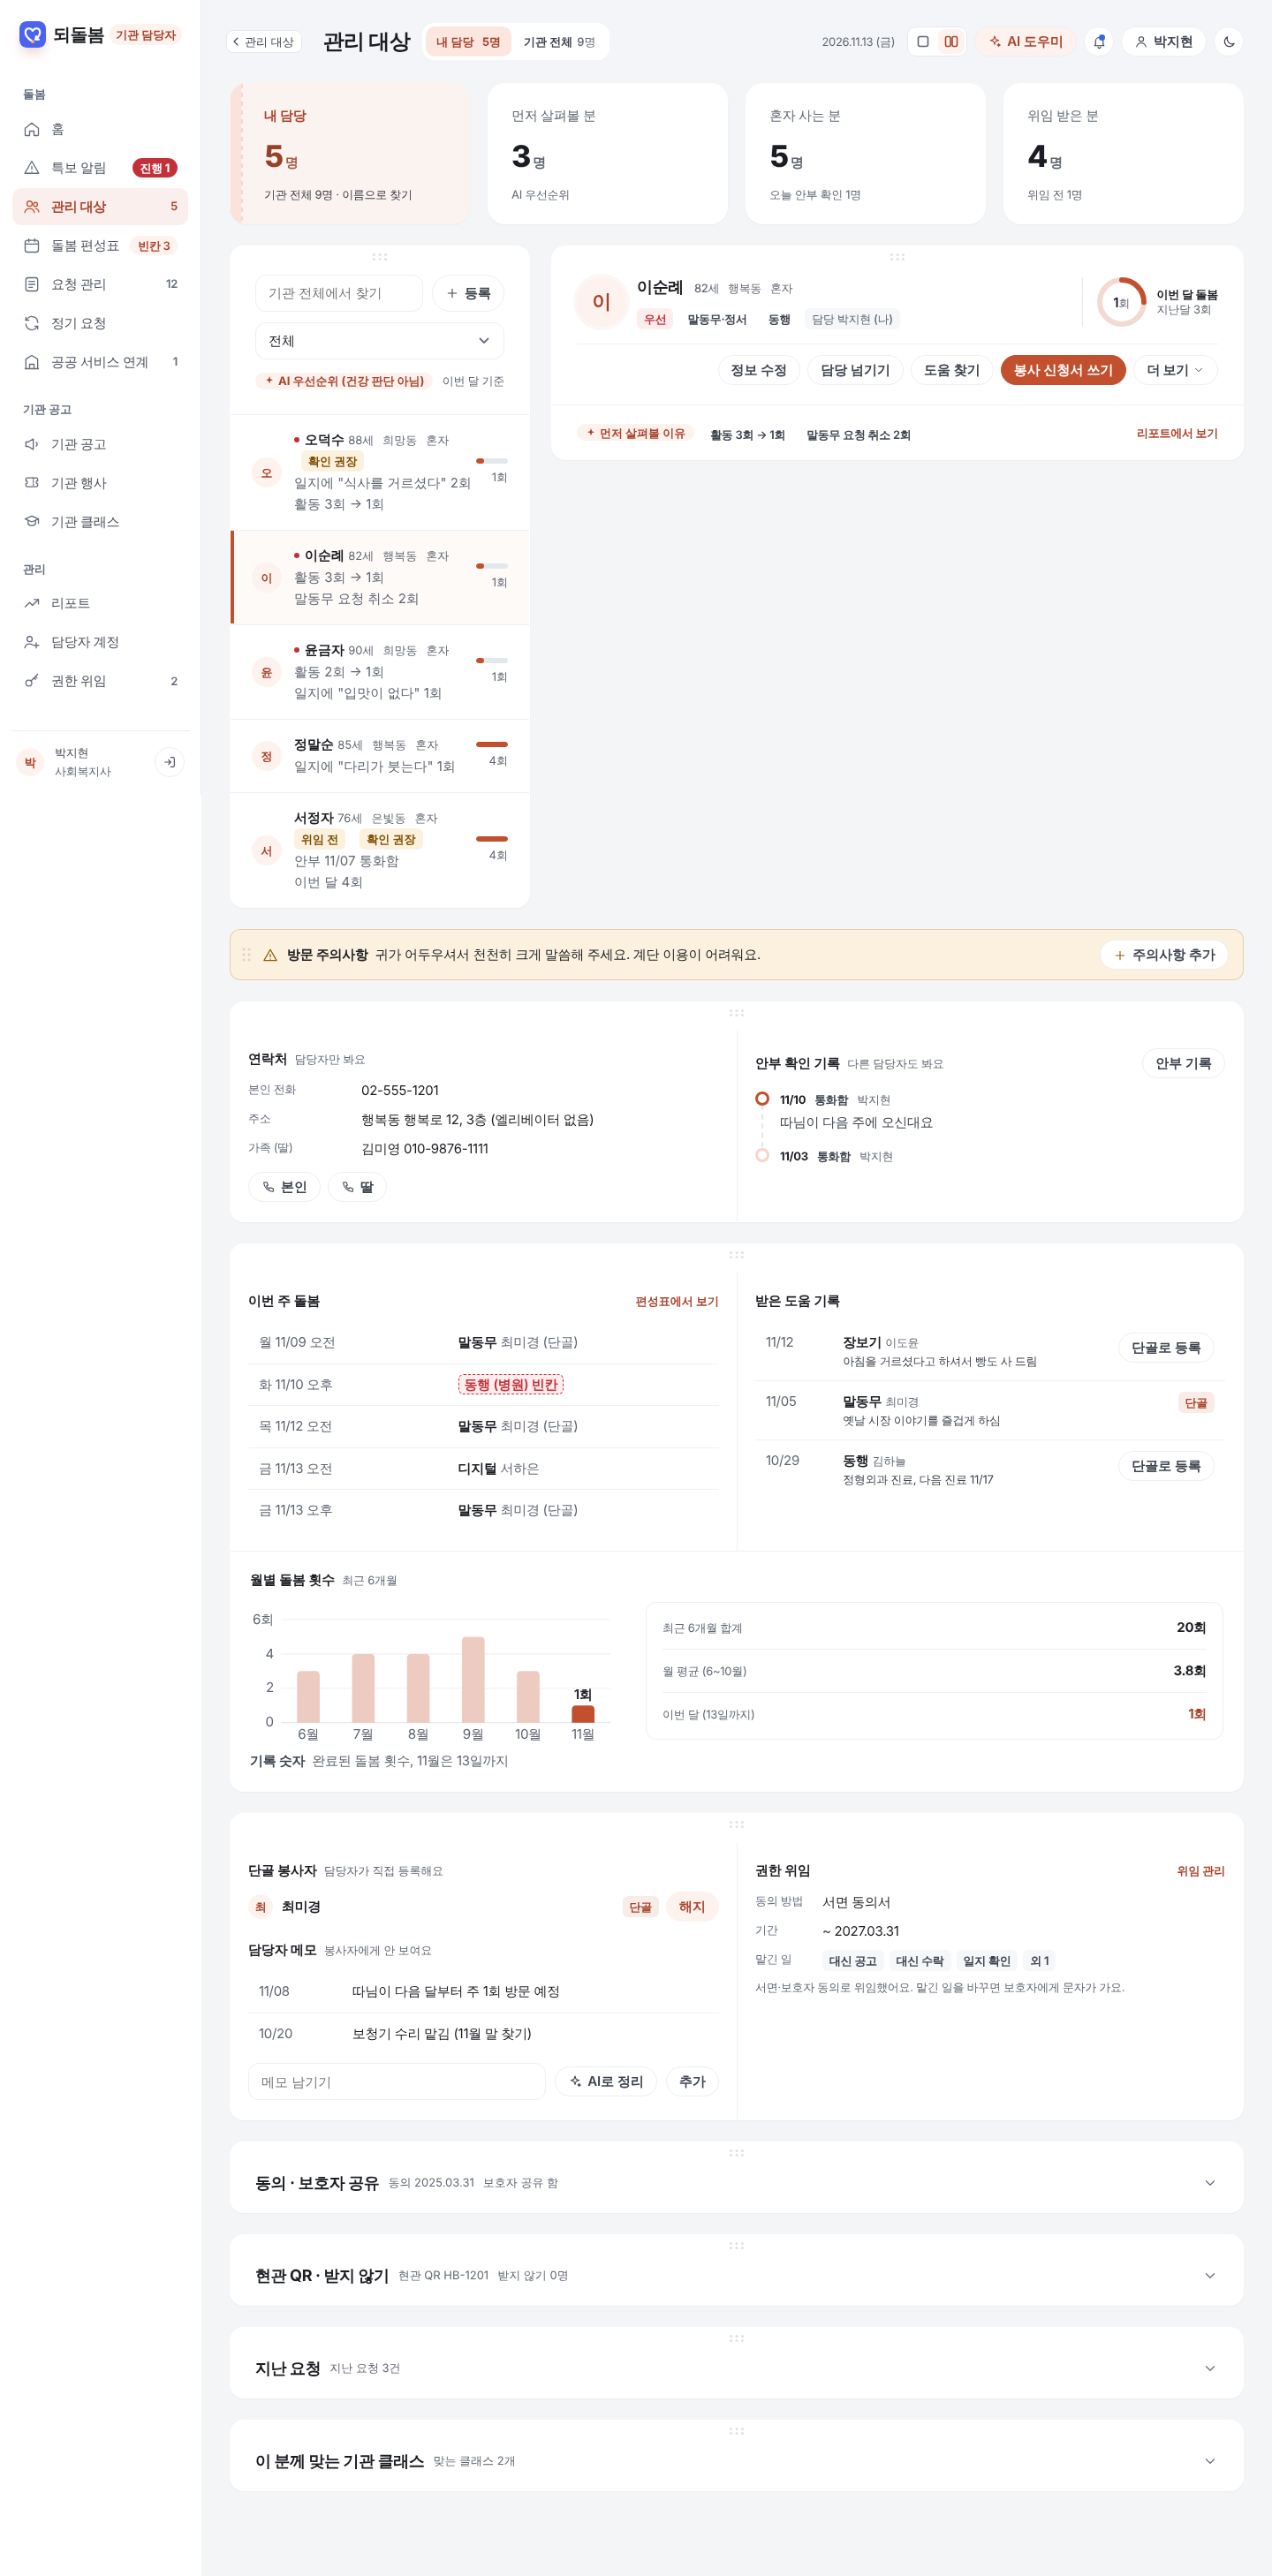 되돌봄 기관 담당자
돌봄
홈
특보 알림 진행 1
관리 대상 5
돌봄 편성표 빈칸 3
요청 관리 12
정기 요청
공공 서비스 연계 1
기관 공고
기관 공고
기관 행사
기관 클래스
관리
리포트
담당자 계정
권한 위임 2
박 박지현
사회복지사
관리 대상
관리 대상
내 담당 5명 기관 전체 9명
2026.11.13 (금)
AI 도우미
박지현
내 담당
5명
기관 전체 9명 · 이름으로 찾기
먼저 살펴볼 분
3명
AI 우선순위
혼자 사는 분
5명
오늘 안부 확인 1명
위임 받은 분
4명
위임 전 1명
기관 전체에서 찾기
등록
전체
AI 우선순위 (건강 판단 아님) 이번 달 기준
오 오덕수 88세 희망동 혼자
확인 권장
일지에 "식사를 거르셨다" 2회
활동 3회 → 1회
1회
이 이순례 82세 행복동 혼자
활동 3회 → 1회
말동무 요청 취소 2회
1회
윤 윤금자 90세 희망동 혼자
활동 2회 → 1회
일지에 "입맛이 없다" 1회
1회
정 정말순 85세 행복동 혼자
일지에 "다리가 붓는다" 1회
4회
서 서정자 76세 은빛동 혼자
위임 전 확인 권장
안부 11/07 통화함
이번 달 4회
4회
이 이순례 82세 행복동 혼자
우선 말동무·정서 동행 담당 박지현 (나)
1회
이번 달 돌봄
지난달 3회
정보 수정 담당 넘기기 도움 찾기 봉사 신청서 쓰기 더 보기
먼저 살펴볼 이유 활동 3회 → 1회 말동무 요청 취소 2회 리포트에서 보기
방문 주의사항 귀가 어두우셔서 천천히 크게 말씀해 주세요. 계단 이용이 어려워요.
주의사항 추가
연락처 담당자만 봐요
본인 전화 02-555-1201
주소 행복동 행복로 12, 3층 (엘리베이터 없음)
가족 (딸) 김미영 010-9876-1111
본인 딸
안부 확인 기록 다른 담당자도 봐요
안부 기록
11/10 통화함 박지현
따님이 다음 주에 오신대요
11/03 통화함 박지현
이번 주 돌봄 편성표에서 보기
월 11/09 오전 말동무 최미경 (단골)
화 11/10 오후 동행 (병원) 빈칸
목 11/12 오전 말동무 최미경 (단골)
금 11/13 오전 디지털 서하은
금 11/13 오후 말동무 최미경 (단골)
받은 도움 기록
11/12 장보기 이도윤
아침을 거르셨다고 하셔서 빵도 사 드림
단골로 등록
11/05 말동무 최미경
옛날 시장 이야기를 즐겁게 하심
단골
10/29 동행 김하늘
정형외과 진료, 다음 진료 11/17
단골로 등록
월별 돌봄 횟수 최근 6개월
6회
4
2
0
1회
6월 7월 8월 9월 10월 11월
최근 6개월 합계 20회
월 평균 (6~10월) 3.8회
이번 달 (13일까지) 1회
기록 숫자 완료된 돌봄 횟수, 11월은 13일까지
단골 봉사자 담당자가 직접 등록해요
최 최미경 단골 해지
담당자 메모 봉사자에게 안 보여요
11/08 따님이 다음 달부터 주 1회 방문 예정
10/20 보청기 수리 맡김 (11월 말 찾기)
메모 남기기
AI로 정리
추가
권한 위임 위임 관리
동의 방법 서면 동의서
기간 ~ 2027.03.31
맡긴 일 대신 공고 대신 수락 일지 확인 외 1
서면·보호자 동의로 위임했어요. 맡긴 일을 바꾸면 보호자에게 문자가 가요.
동의 · 보호자 공유 동의 2025.03.31 보호자 공유 함
현관 QR · 받지 않기 현관 QR HB-1201 받지 않기 0명
지난 요청 지난 요청 3건
이 분께 맞는 기관 클래스 맞는 클래스 2개